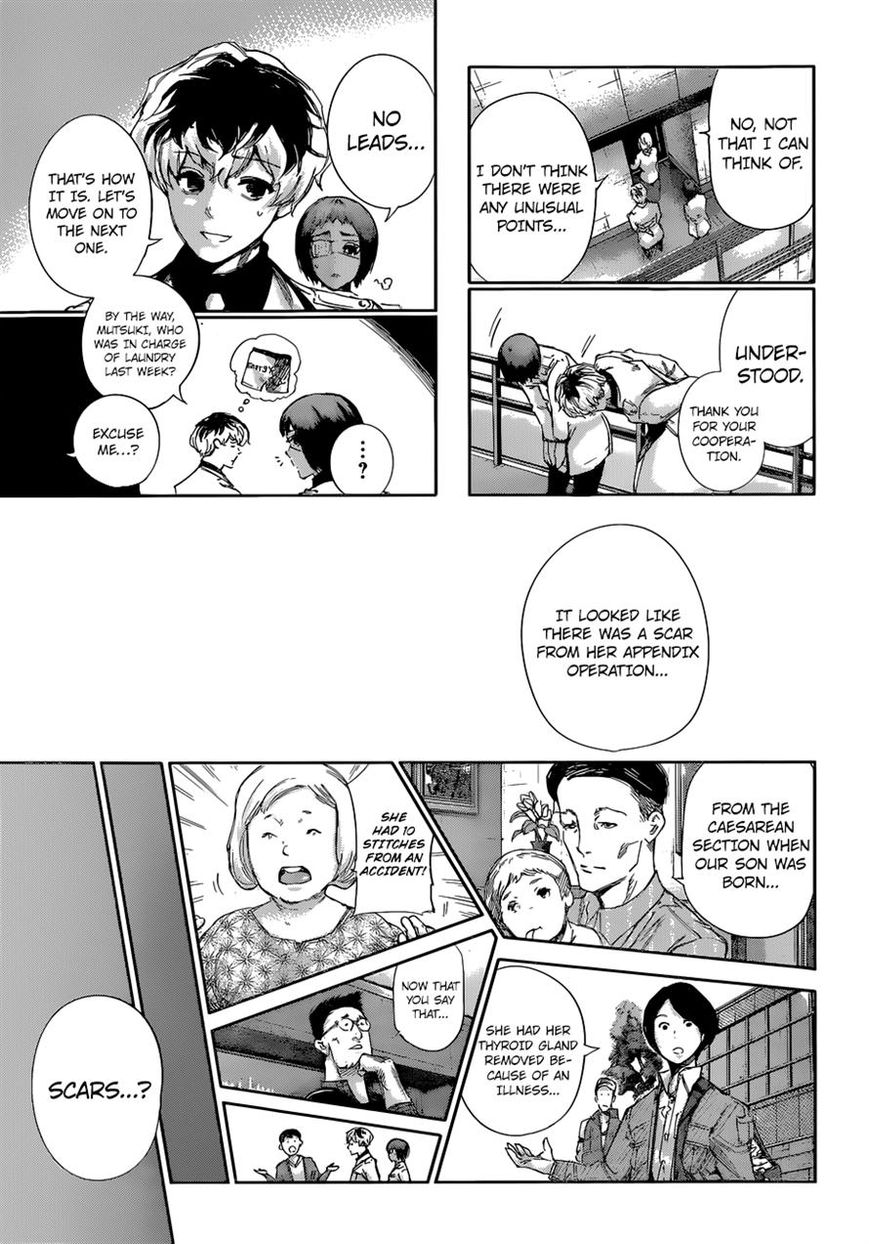 NO, NOT
THAT I CAN
THINK OF.
I DON'T THINK
THERE WERE
ANY UNUSUAL
POINTS...
UNDER-
STOOD.
THANK YOU
FOR YOUR
COOPERA-
TION.
NO
LEADS...
THAT'S HOW
IT IS. LET'S
MOVE ON TO
THE NEXT
ONE.
BY THE WAY,
MUTSUKI, WHO
WAS IN CHARGE
OF LAUNDRY
LAST WEEK?
EXCUSE
ME...?
...?
IT LOOKED LIKE
THERE WAS A SCAR
FROM HER APPENDIX
OPERATION...
FROM THE
CAESAREAN
SECTION WHEN
OUR SON WAS
BORN...
SHE
HAD 10
STITCHES
FROM AN
ACCIDENT!
SHE HAD HER
THYROID GLAND
REMOVED BE-
CAUSE OF AN
ILLNESS...
NOW THAT
YOU SAY
THAT...
SCARS...?